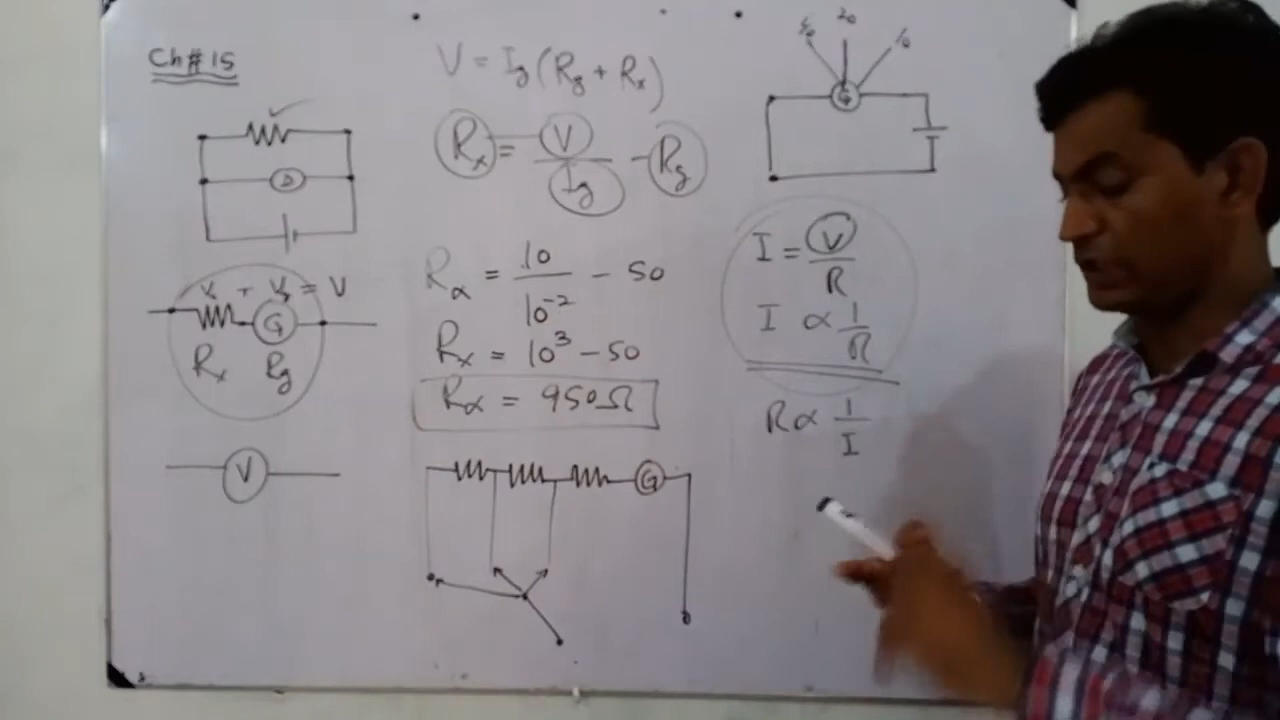 Ch# 15
Vx + Vg = V
Rx Rg
G
V
V = Ig (Rg + Rx)
Rx = V/Ig - Rg
Rx = 10/10⁻² - 50
Rx = 10³ - 50
Rx = 950Ω
G
20
10
G
I = V/R
I ∝ 1/R
R ∝ 1/I